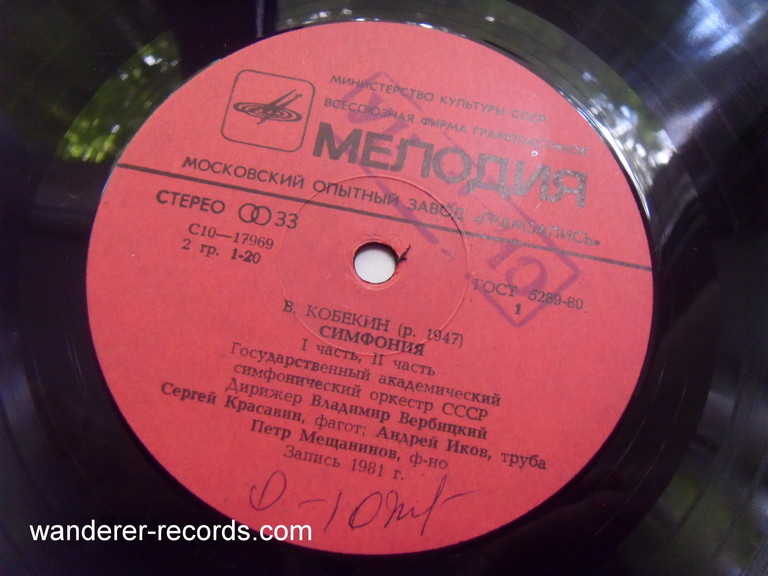 МИНИСТЕРСТВО КУЛЬТУРЫ СССР
ВСЕСОЮЗНАЯ ФИРМА ГРАМПЛАСТИНОК
МЕЛОДИЯ
МОСКОВСКИЙ ОПЫТНЫЙ ЗАВОД «ГРАМЗАПИСЬ»
СТЕРЕО 33
С10—17969
2 гр. 1-20
ГОСТ 5289-80
1
В. КОБЕКИН (р. 1947)
СИМФОНИЯ
I часть, II часть
Государственный академический
симфонический оркестр СССР
Дирижер Владимир Вербицкий
Сергей Красавин, фагот; Андрей Иков, труба
Петр Мещанинов, ф-но
Запись 1981 г.
wanderer-records.com